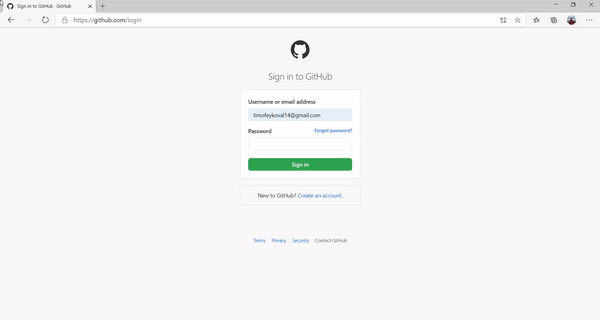 Sign in to GitHub · GitHub
https://github.com/login
Sign in to GitHub
Username or email address
timofeykoval14@gmail.com
Password Forgot password?
Sign in
New to GitHub? Create an account.
Terms Privacy Security Contact GitHub